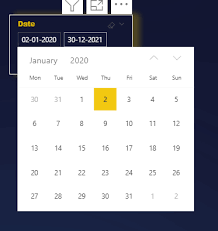 Date
02-01-2020 30-12-2021
January 2020
Mon Tue Wed Thu Fri Sat Sun
30 31 1 2 3 4 5
6 7 8 9 10 11 12
13 14 15 16 17 18 19
20 21 22 23 24 25 26
27 28 29 30 31 1 2